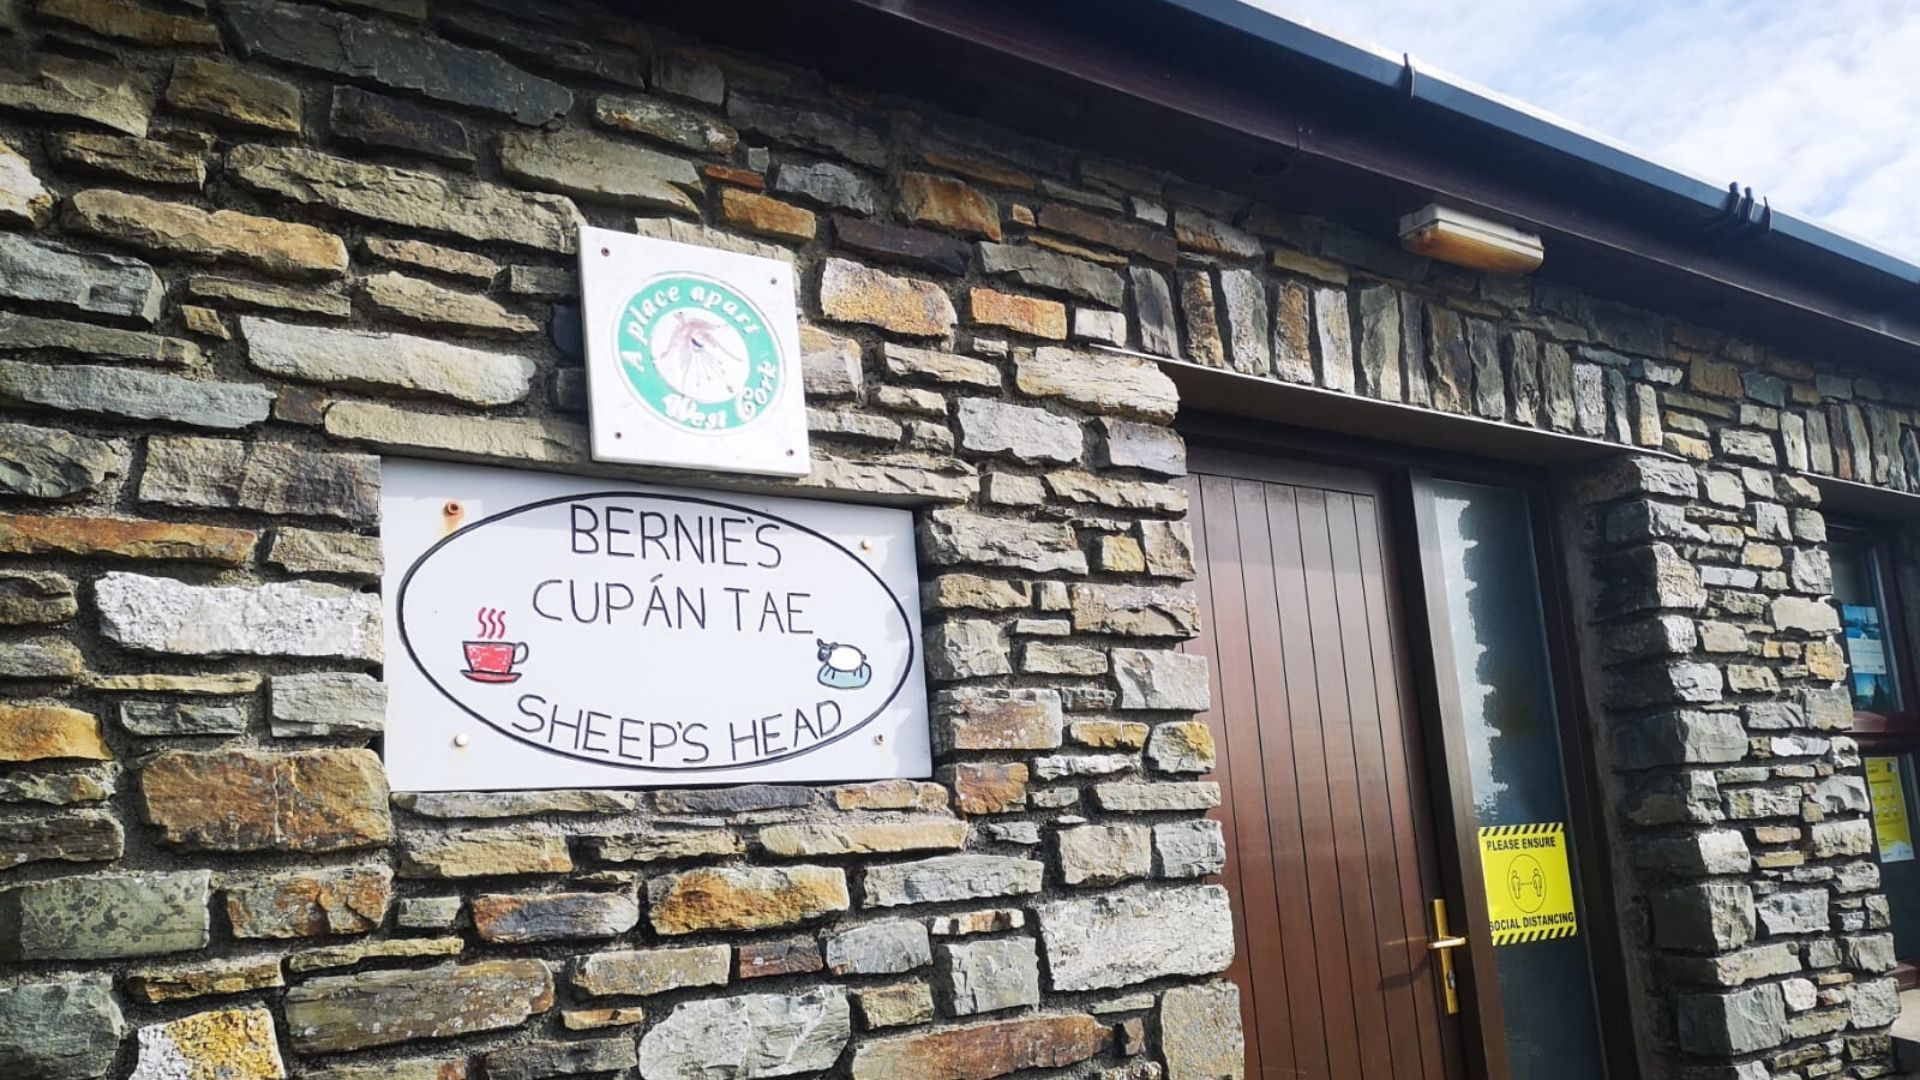 A place apart
West Cork
BERNIE'S
CUPÁN TAE
SHEEP'S HEAD
PLEASE ENSURE
SOCIAL DISTANCING